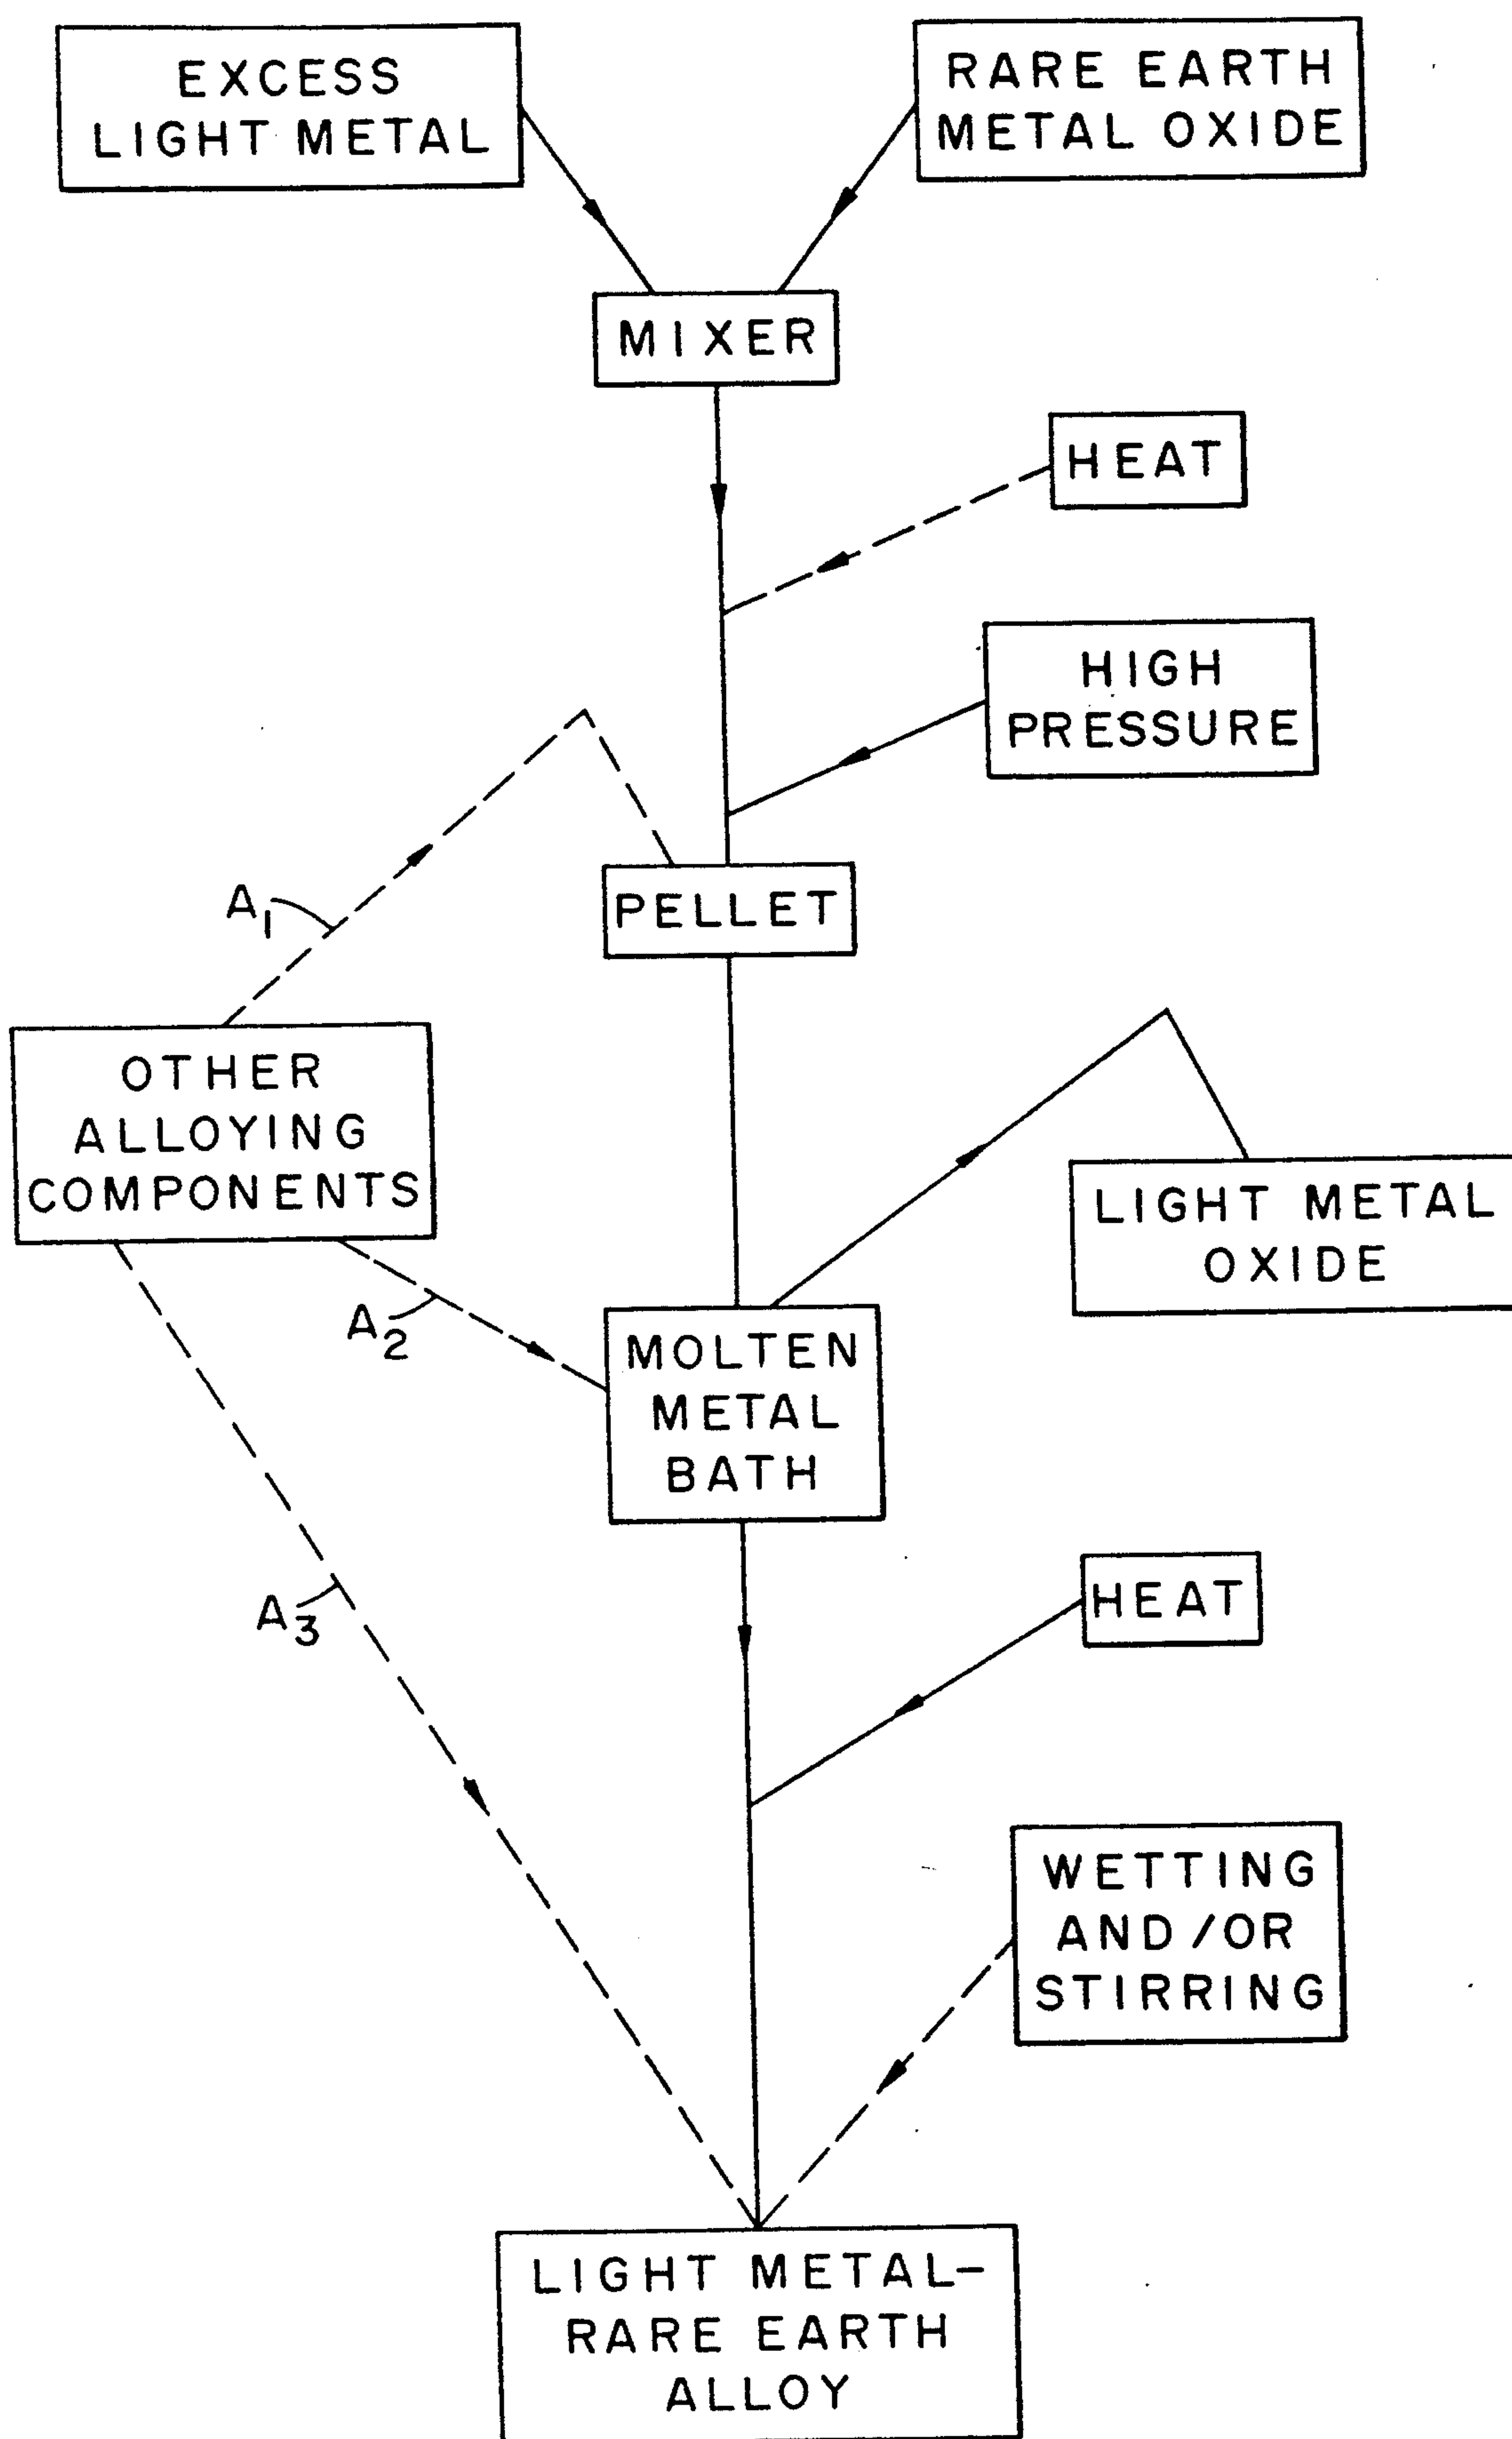 EXCESS
LIGHT METAL
RARE EARTH
METAL OXIDE
MIXER
HEAT
HIGH
PRESSURE
PELLET
A1
OTHER
ALLOYING
COMPONENTS
LIGHT METAL
OXIDE
A2
MOLTEN
METAL
BATH
HEAT
A3
WETTING
AND/OR
STIRRING
LIGHT METAL-
RARE EARTH
ALLOY